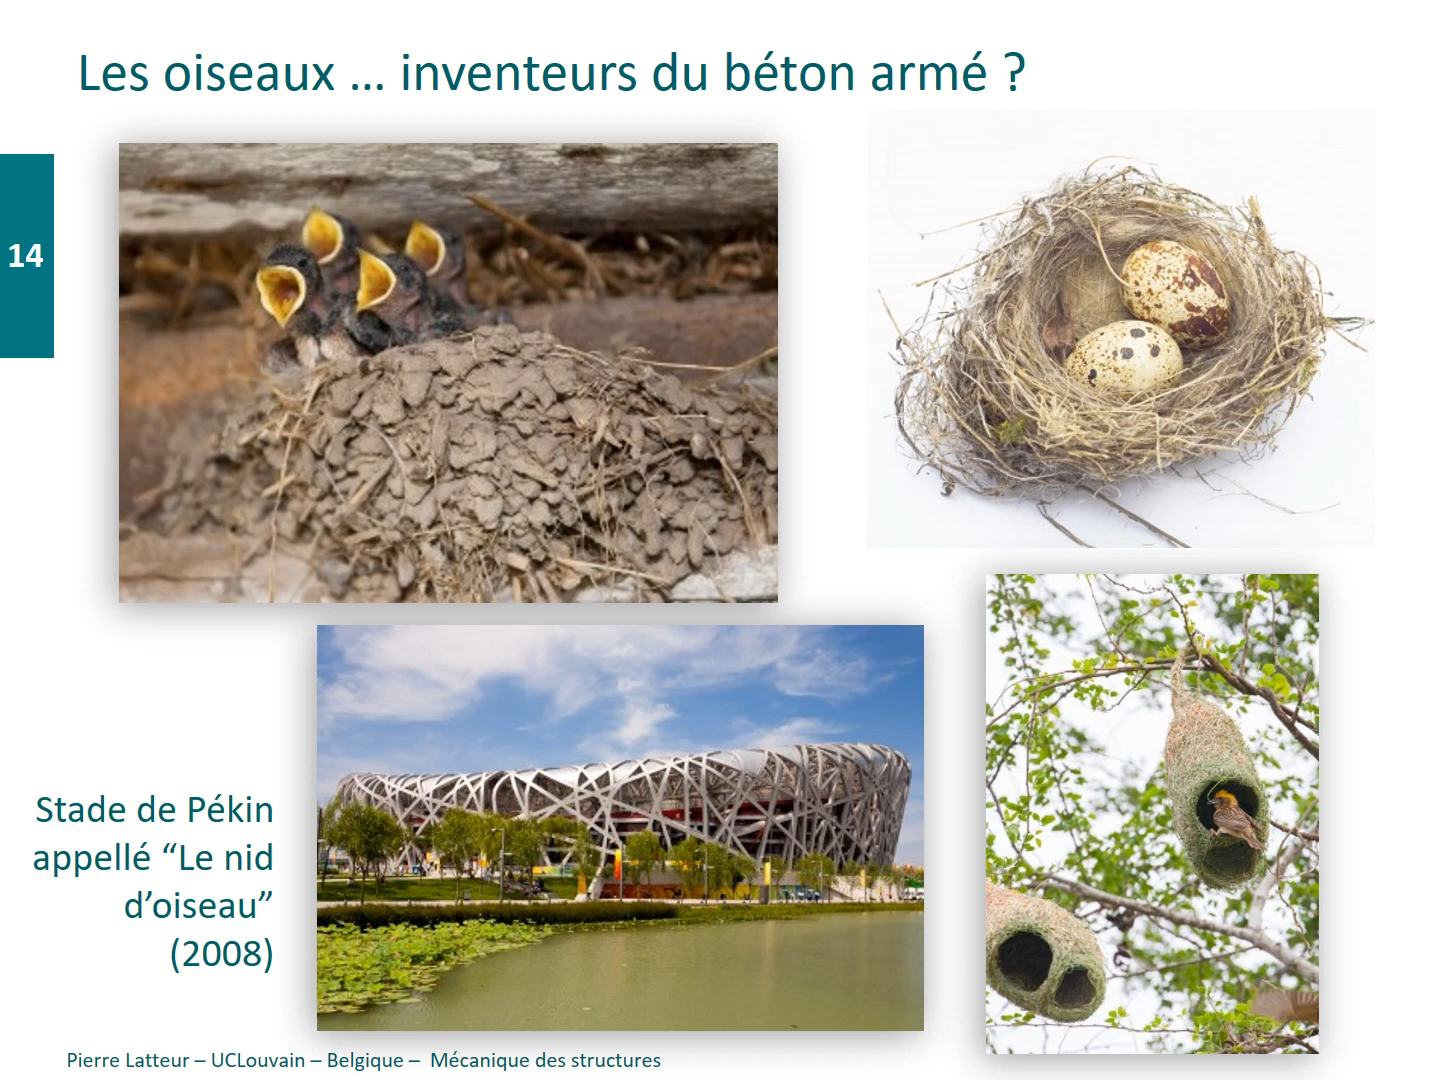 Les oiseaux … inventeurs du béton armé ?
14
Stade de Pékin
appellé “Le nid
d’oiseau”
(2008)
Pierre Latteur – UCLouvain – Belgique –  Mécanique des structures